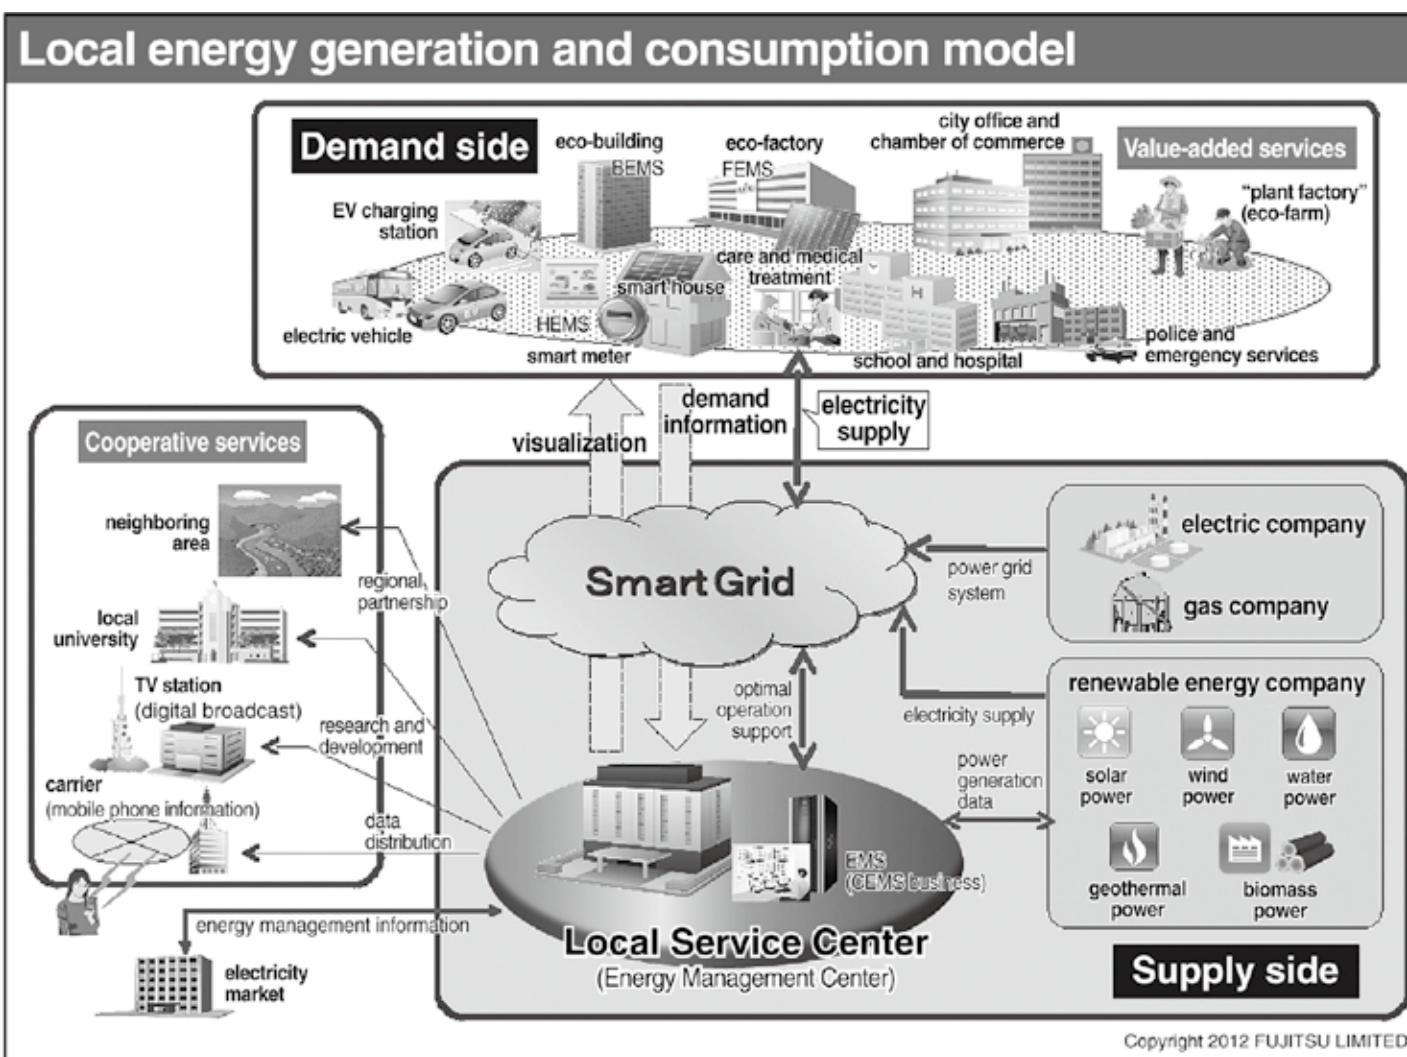 Local energy generation and consumption model
Demand side
eco-building
BEMS
eco-factory
FEMS
city office and
chamber of commerce
Value-added services
"plant factory"
(eco-farm)
EV charging
station
electric vehicle
HEMS
smart meter
smart house
care and medical
treatment
school and hospital
police and
emergency services
visualization
demand
information
electricity
supply
Cooperative services
neighboring
area
local
university
TV station
(digital broadcast)
carrier
(mobile phone information)
regional
partnership
research and
development
data
distribution
energy management information
electricity
market
Smart Grid
optimal
operation
support
power grid
system
electricity supply
power
generation
data
electric company
gas company
renewable energy company
solar
power
wind
power
water
power
geothermal
power
biomass
power
EMS
(CEMS business)
Local Service Center
(Energy Management Center)
Supply side
Copyright 2012 FUJITSU LIMITED